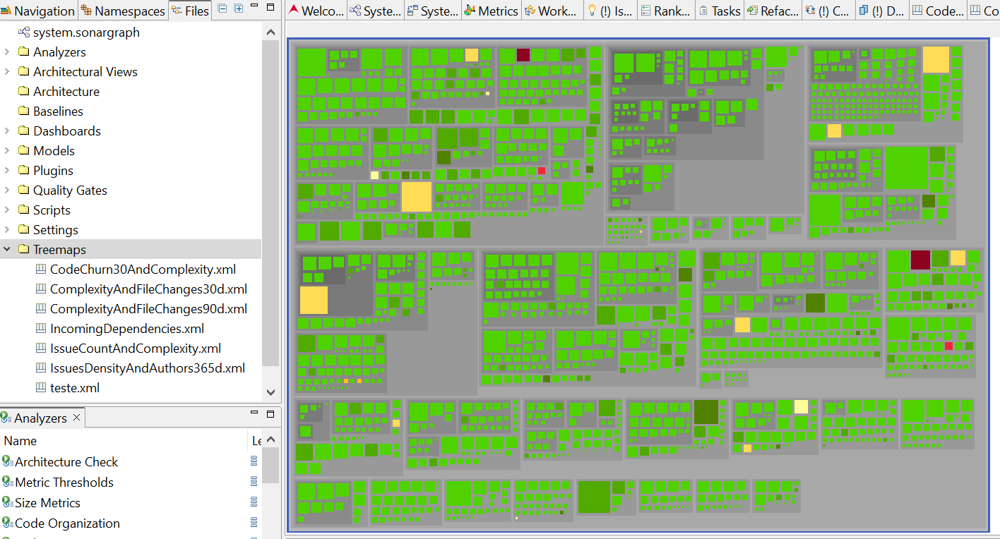 Navigation Namespaces Files
system.sonargraph
Analyzers
Architectural Views
Architecture
Baselines
Dashboards
Models
Plugins
Quality Gates
Scripts
Settings
Treemaps
CodeChurn30AndComplexity.xml
ComplexityAndFileChanges30d.xml
ComplexityAndFileChanges90d.xml
IncomingDependencies.xml
IssueCountAndComplexity.xml
IssuesDensityAndAuthors365d.xml
teste.xml
Analyzers
Name Le
Architecture Check
Metric Thresholds
Size Metrics
Code Organization
Welco... Syste... Syste... Metrics Work... (!) Is... Rank... Tasks Refac... (!) C... (!) D... Code... Co